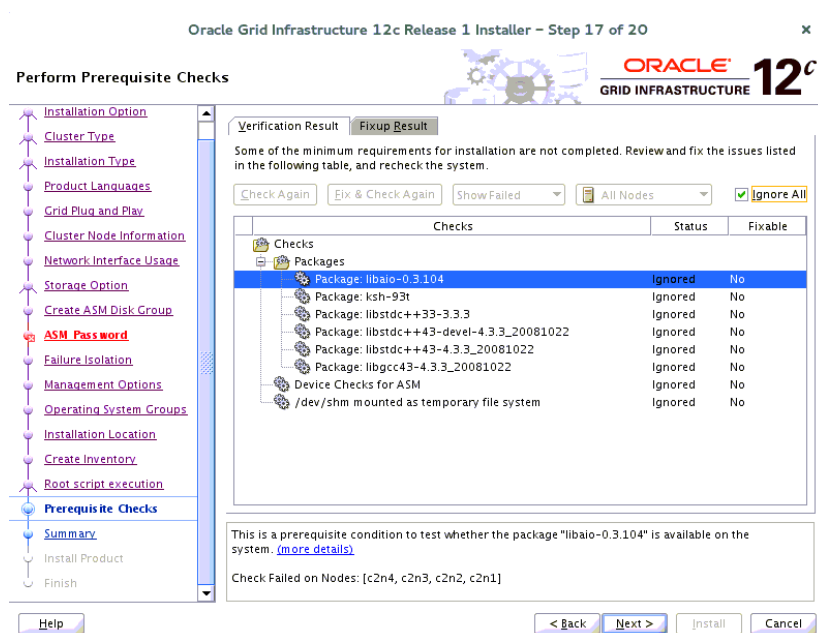 Oracle Grid Infrastructure 12c Release 1 Installer – Step 17 of 20
×
Perform Prerequisite Checks
ORACLE®
GRID INFRASTRUCTURE
12c
Installation Option
Cluster Type
Installation Type
Product Languages
Grid Plug and Play
Cluster Node Information
Network Interface Usage
Storage Option
Create ASM Disk Group
ASM Password
Failure Isolation
Management Options
Operating System Groups
Installation Location
Create Inventory
Root script execution
Prerequisite Checks
Summary
Install Product
Finish
Verification Result Fixup Result
Some of the minimum requirements for installation are not completed. Review and fix the issues listed
in the following table, and recheck the system.
Check Again Fix & Check Again Show Failed All Nodes Ignore All
Checks Status Fixable
Checks
Packages
Package: libaio-0.3.104 Ignored No
Package: ksh-93t Ignored No
Package: libstdc++33-3.3.3 Ignored No
Package: libstdc++43-devel-4.3.3_20081022 Ignored No
Package: libstdc++43-4.3.3_20081022 Ignored No
Package: libgcc43-4.3.3_20081022 Ignored No
Device Checks for ASM Ignored No
/dev/shm mounted as temporary file system Ignored No
This is a prerequisite condition to test whether the package "libaio-0.3.104" is available on the
system. (more details)
Check Failed on Nodes: [c2n4, c2n3, c2n2, c2n1]
Help < Back Next > Install Cancel